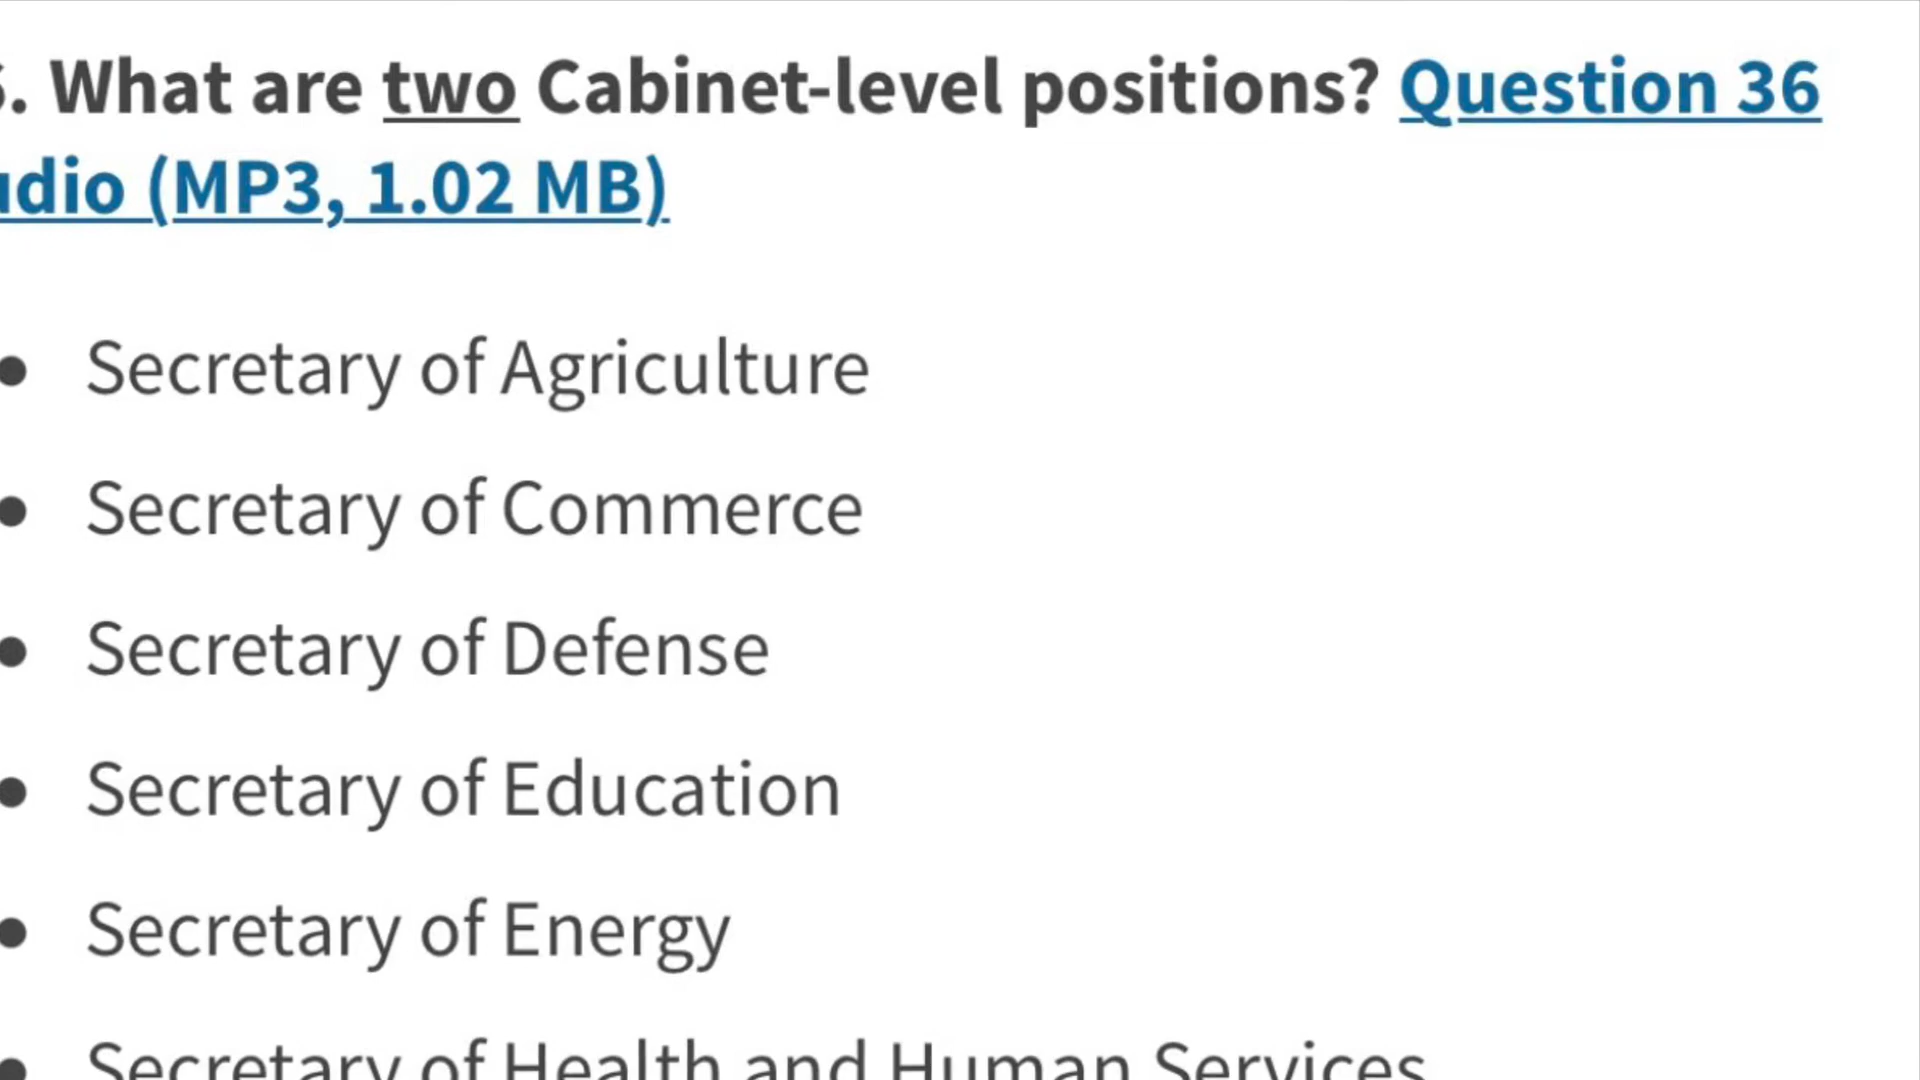 . What are two Cabinet-level positions? Question 36
dio (MP3, 1.02 MB)
Secretary of Agriculture
Secretary of Commerce
Secretary of Defense
Secretary of Education
Secretary of Energy
Secretary of Health and Human Services